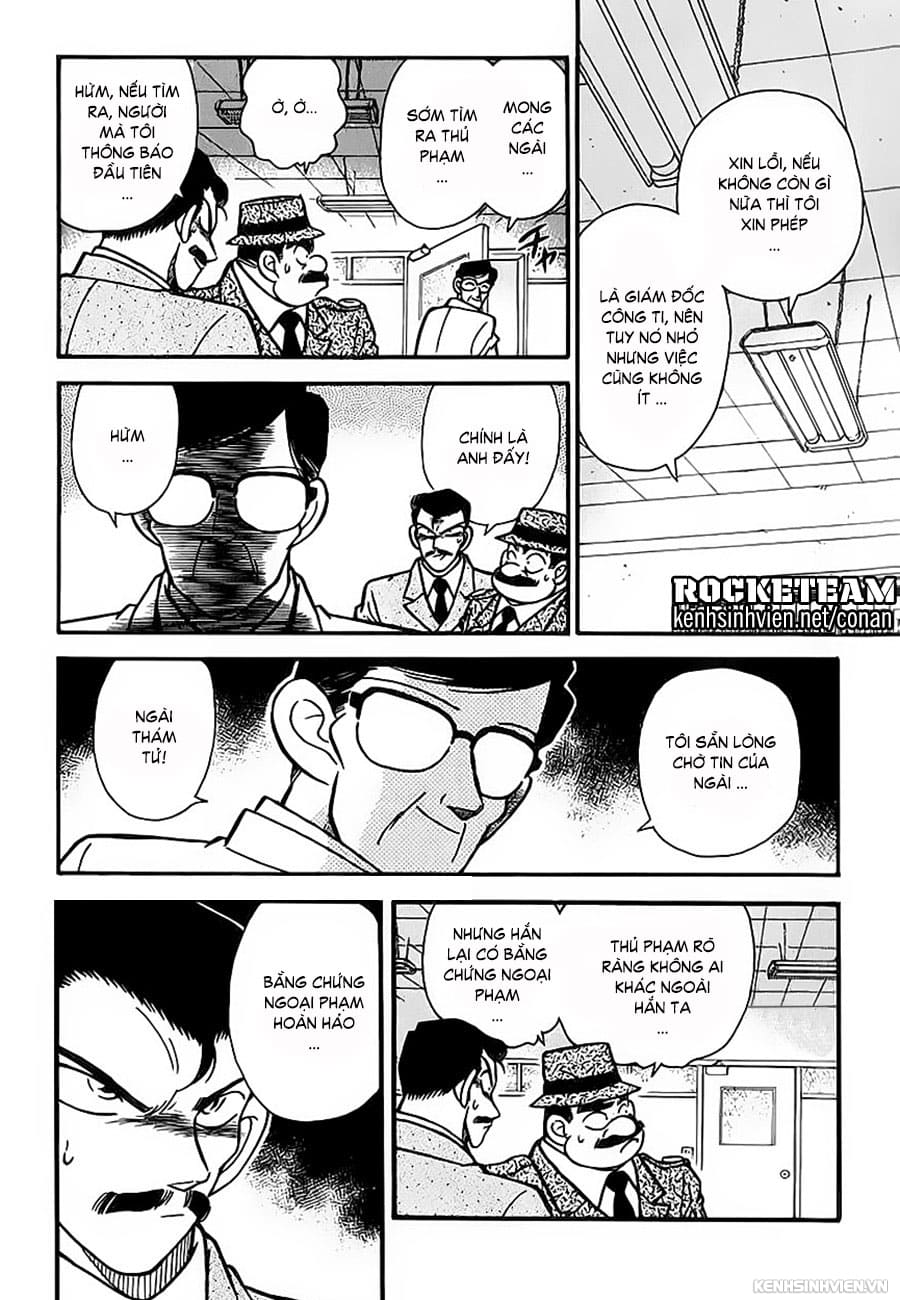 XIN LỖI, NẾU
KHÔNG CÒN GÌ
NỮA THÌ TÔI
XIN PHÉP
...
LÀ GIÁM ĐỐC
CÔNG TI, NÊN
TUY NÓ NHỎ
NHƯNG VIỆC
CŨNG KHÔNG
ÍT ...
MONG
CÁC
NGÀI
...
SỚM TÌM
RA THỦ
PHẠM
...
Ờ, Ờ...
HỪM, NẾU TÌM
RA, NGƯỜI
MÀ TÔI
THÔNG BÁO
ĐẦU TIÊN
...
CHÍNH LÀ
ANH ĐẤY!
HỪM
...
ROCKETEAM
kenhsinhvien.net/conan
TÔI SẴN LÒNG
CHỜ TIN CỦA
NGÀI ...
NGÀI
THÁM
TỬ!
THỦ PHẠM RÕ
RÀNG KHÔNG AI
KHÁC NGOÀI
HẮN TA
...
NHƯNG HẮN
LẠI CÓ BẰNG
CHỨNG NGOẠI
PHẠM
...
BẰNG CHỨNG
NGOẠI PHẠM
HOÀN HẢO
...
KENHSINHVIEN.VN